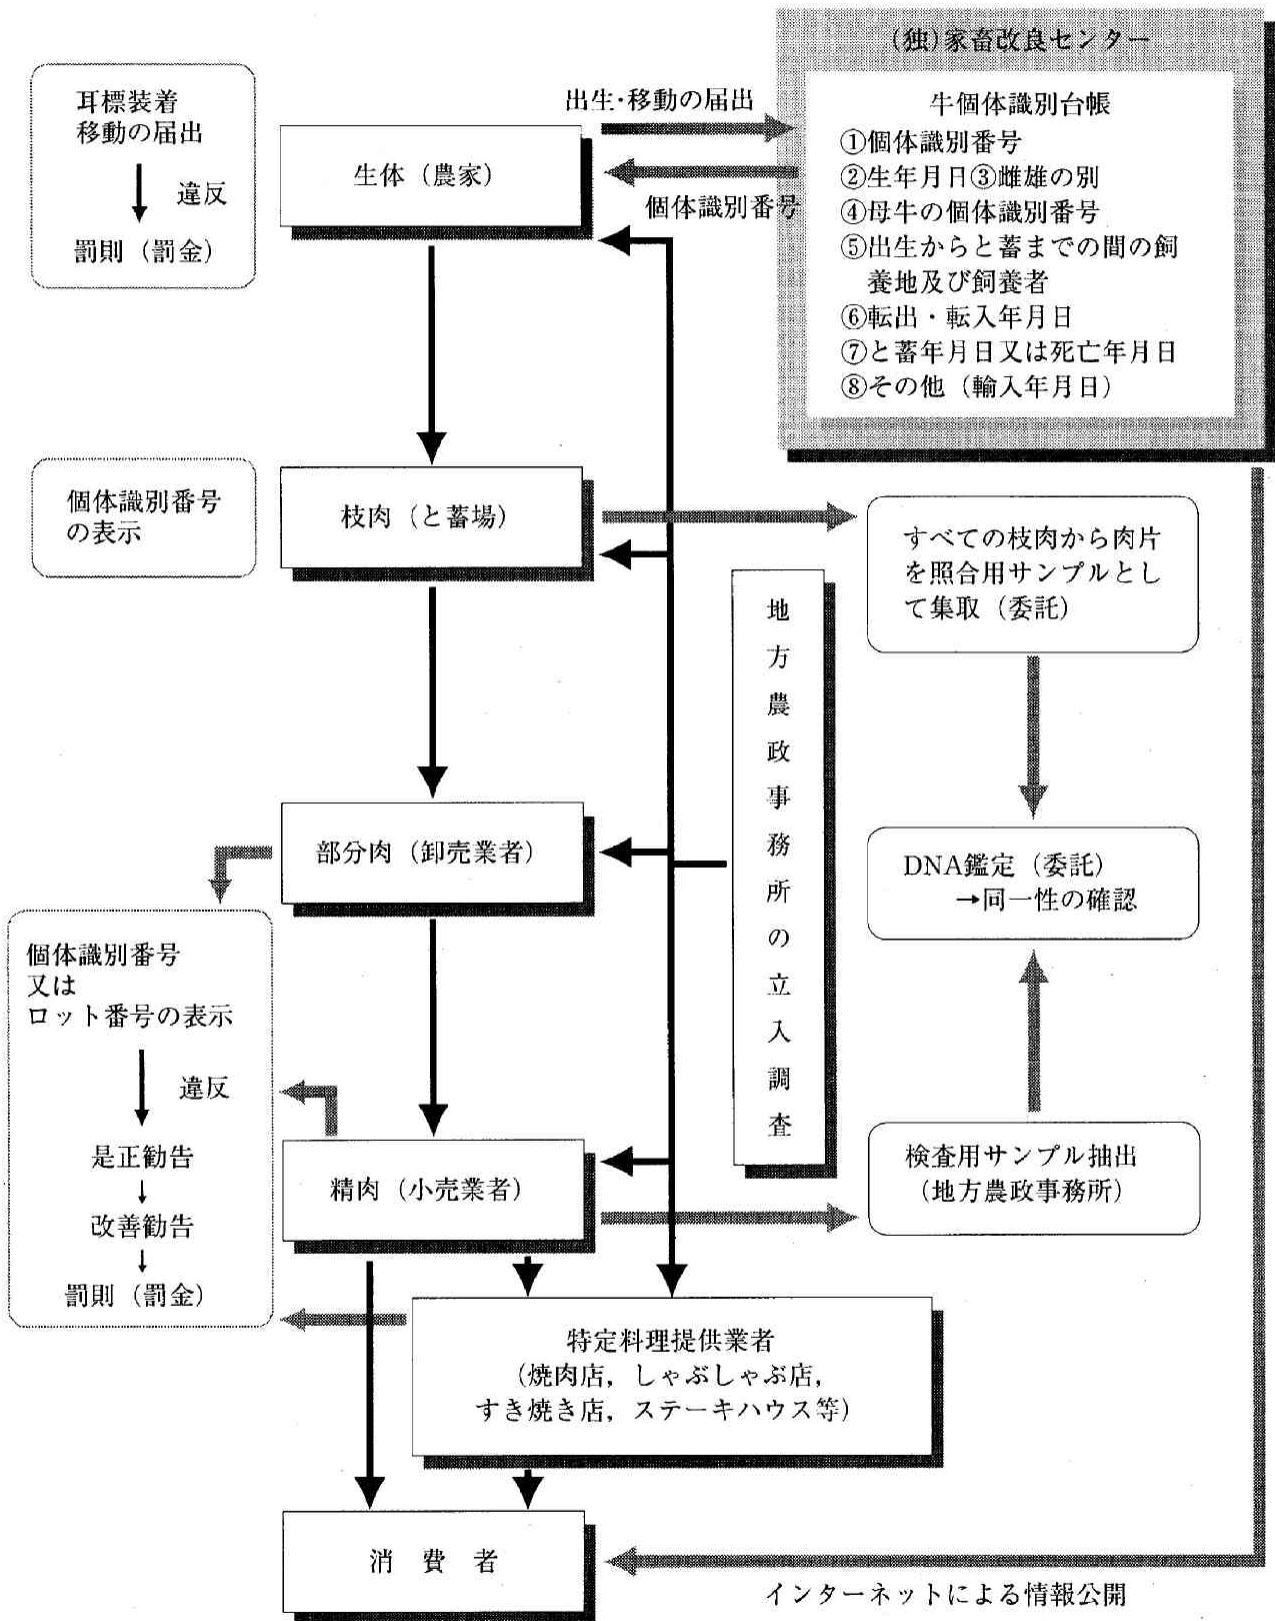 (独)家畜改良センター
牛個体識別台帳
①個体識別番号
②生年月日③雌雄の別
④母牛の個体識別番号
⑤出生からと蓄までの間の飼
養地及び飼養者
⑥転出・転入年月日
⑦と蓄年月日又は死亡年月日
⑧その他（輸入年月日）
耳標装着
移動の届出
違反
罰則（罰金）
出生・移動の届出
生体（農家）
個体識別番号
個体識別番号
の表示
枝肉（と蓄場）
すべての枝肉から肉片
を照合用サンプルとし
て集取（委託）
地方農政事務所の立入調査
部分肉（卸売業者）
DNA鑑定（委託）
→同一性の確認
個体識別番号
又は
ロット番号の表示
違反
是正勧告
改善勧告
罰則（罰金）
精肉（小売業者）
検査用サンプル抽出
（地方農政事務所）
特定料理提供業者
（焼肉店，しゃぶしゃぶ店，
すき焼き店，ステーキハウス等）
消費者
インターネットによる情報公開